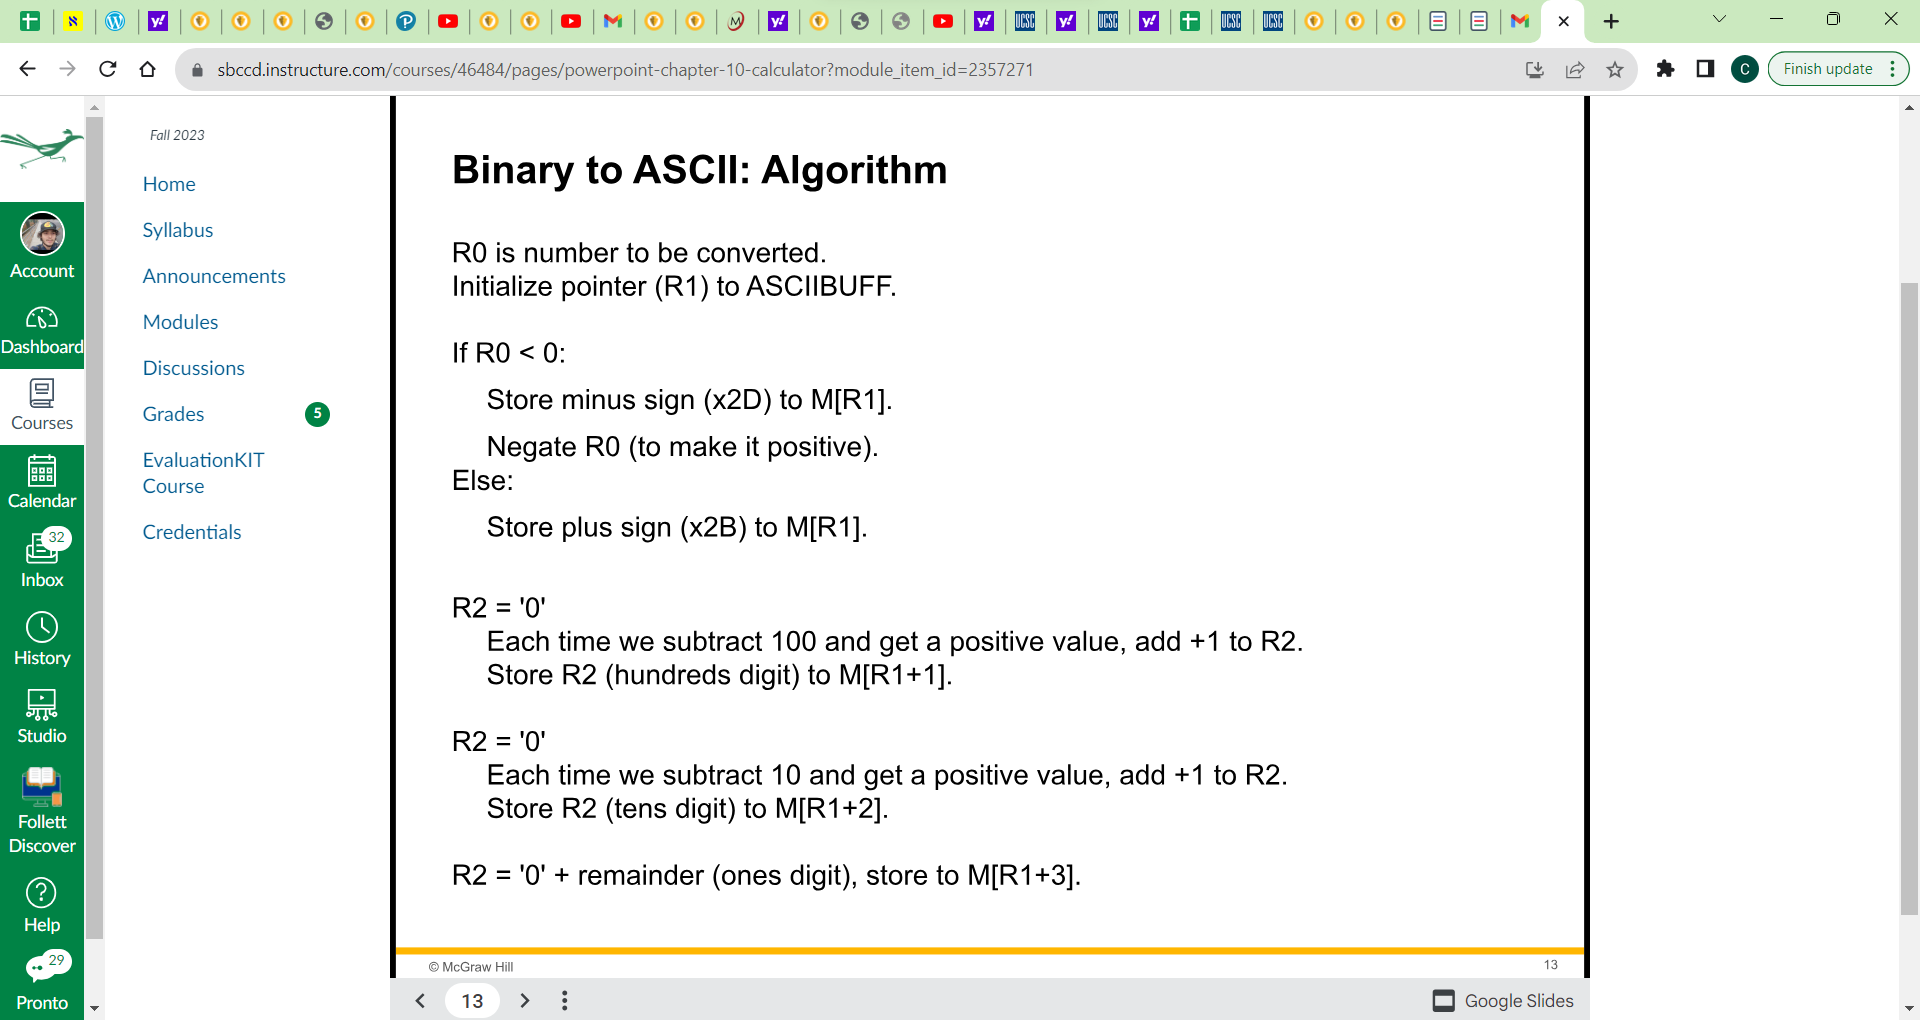 Finish update
sbccd.instructure.com/courses/46484/pages/powerpoint-chapter-10-calculator?module_item_id=2357271
C
Account
Dashboard
Courses
Calendar
32
Inbox
History
Studio
Follett
Discover
Help
29
Pronto
Fall 2023
Home
Syllabus
Announcements
Modules
Discussions
Grades
5
EvaluationKIT
Course
Credentials
Binary to ASCII: Algorithm
R0 is number to be converted.
Initialize pointer (R1) to ASCIIBUFF.
If R0 < 0:
Store minus sign (x2D) to M[R1].
Negate R0 (to make it positive).
Else:
Store plus sign (x2B) to M[R1].
R2 = '0'
Each time we subtract 100 and get a positive value, add +1 to R2.
Store R2 (hundreds digit) to M[R1+1].
R2 = '0'
Each time we subtract 10 and get a positive value, add +1 to R2.
Store R2 (tens digit) to M[R1+2].
R2 = '0' + remainder (ones digit), store to M[R1+3].
© McGraw Hill
13
13
Google Slides